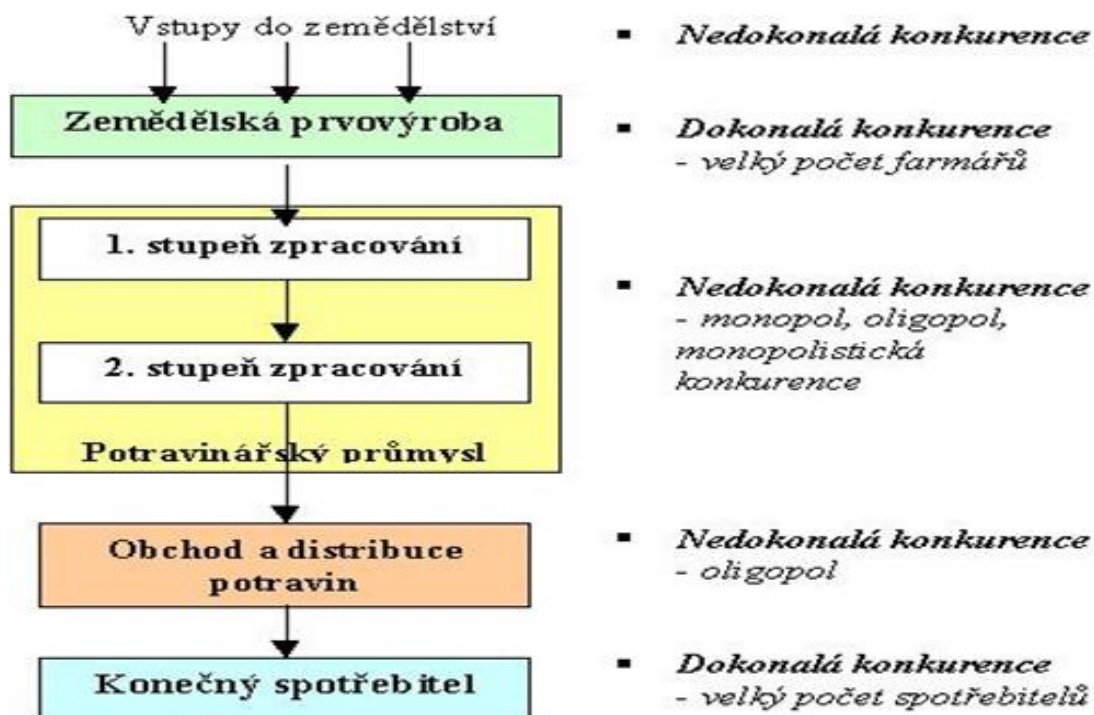 Vstupy do zemědělství
Zemědělská prvovýroba
1. stupeň zpracování
2. stupeň zpracování
Potravinářský průmysl
Obchod a distribuce
potravin
Konečný spotřebitel
▪ Nedokonalá konkurence
▪ Dokonalá konkurence
- velký počet farmářů
▪ Nedokonalá konkurence
- monopol, oligopol,
monopolistická
konkurence
▪ Nedokonalá konkurence
- oligopol
▪ Dokonalá konkurence
- velký počet spotřebitelů